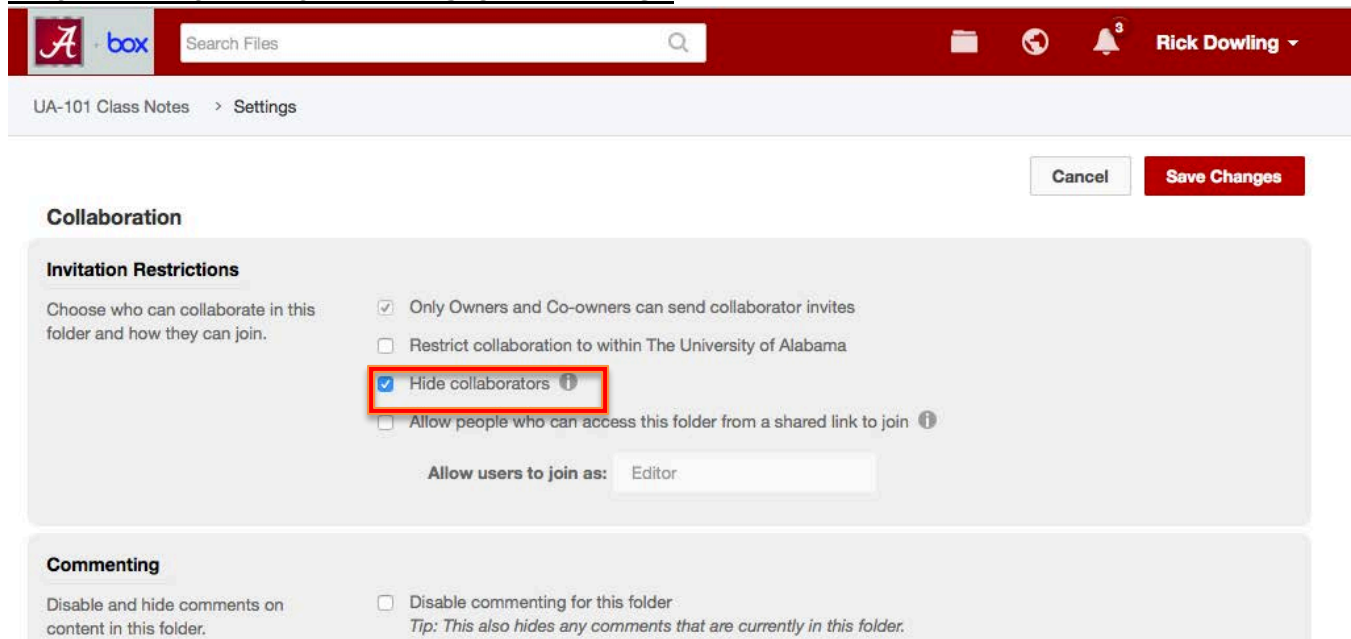 A box Search Files 3 Rick Dowling
UA-101 Class Notes > Settings
Cancel Save Changes
Collaboration
Invitation Restrictions
Choose who can collaborate in this
folder and how they can join.
Only Owners and Co-owners can send collaborator invites
Restrict collaboration to within The University of Alabama
Hide collaborators i
Allow people who can access this folder from a shared link to join i
Allow users to join as: Editor
Commenting
Disable and hide comments on
content in this folder.
Disable commenting for this folder
Tip: This also hides any comments that are currently in this folder.